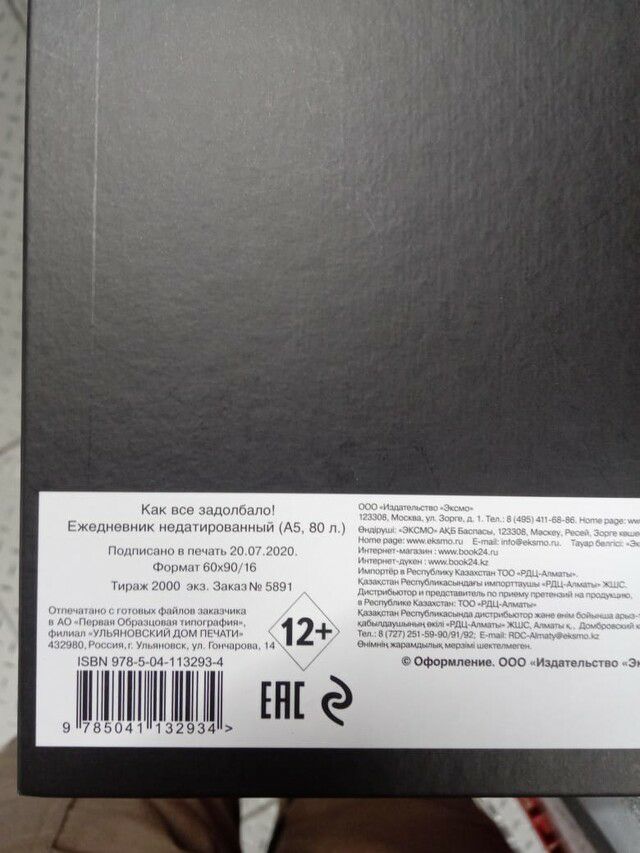 Как все задолбало!
Ежедневник недатированный (А5, 80 л.)
Подписано в печать 20.07.2020.
Формат 60х90/16
Тираж 2000 экз. Заказ № 5891
Отпечатано с готовых файлов заказчика
в АО «Первая Образцовая типография»,
филиал «УЛЬЯНОВСКИЙ ДОМ ПЕЧАТИ»
432980, Россия, г. Ульяновск, ул. Гончарова, 14
12+
ISBN 978-5-04-113293-4
9 785041 132934 >
EAC
ООО «Издательство «Эксмо»
123308, Москва, ул. Зорге, д. 1. Тел.: 8 (495) 411-68-86. Home page:
Өндіруші: «ЭКСМО» АҚБ Баспасы, 123308, Маскеу, Ресей, Зорге
Home page: www.eksmo.ru E-mail: info@eksmo.ru. Тауар белгісі:
Интернет-магазин : www.book24.ru
Интернет-дукен : www.book24.kz
Импортёр в Республику Казахстан ТОО «РДЦ-Алматы».
Қазақстан Республикасындағы импорттаушы «РДЦ-Алматы» ЖШС.
Дистрибьютор и представитель по приему претензий на продукцию,
в Республике Казахстан: ТОО «РДЦ-Алматы»
Қазақстан Республикасында дистрибьютор және өнім бойынша
қабылдаушының өкілі «РДЦ-Алматы» ЖШС, Алматы қ., Домбровский
Тел.: 8 (727) 251-59-90/91/92; E-mail: RDC-Almaty@eksmo.kz
Өнімнің жарамдылық мерзімі шектелмеген.
© Оформление. ООО «Издательство